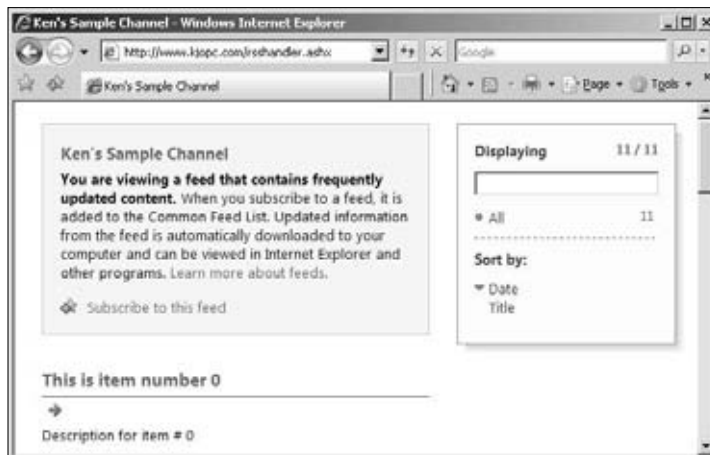 Ken's Sample Channel - Windows Internet Explorer
http://www.kjopc.com/rsshandler.ashx
Google
Ken's Sample Channel
Page
Tools
Ken's Sample Channel
You are viewing a feed that contains frequently
updated content. When you subscribe to a feed, it is
added to the Common Feed List. Updated information
from the feed is automatically downloaded to your
computer and can be viewed in Internet Explorer and
other programs. Learn more about feeds.
Subscribe to this feed
Displaying 11 / 11
All 11
Sort by:
Date
Title
This is item number 0
Description for item # 0